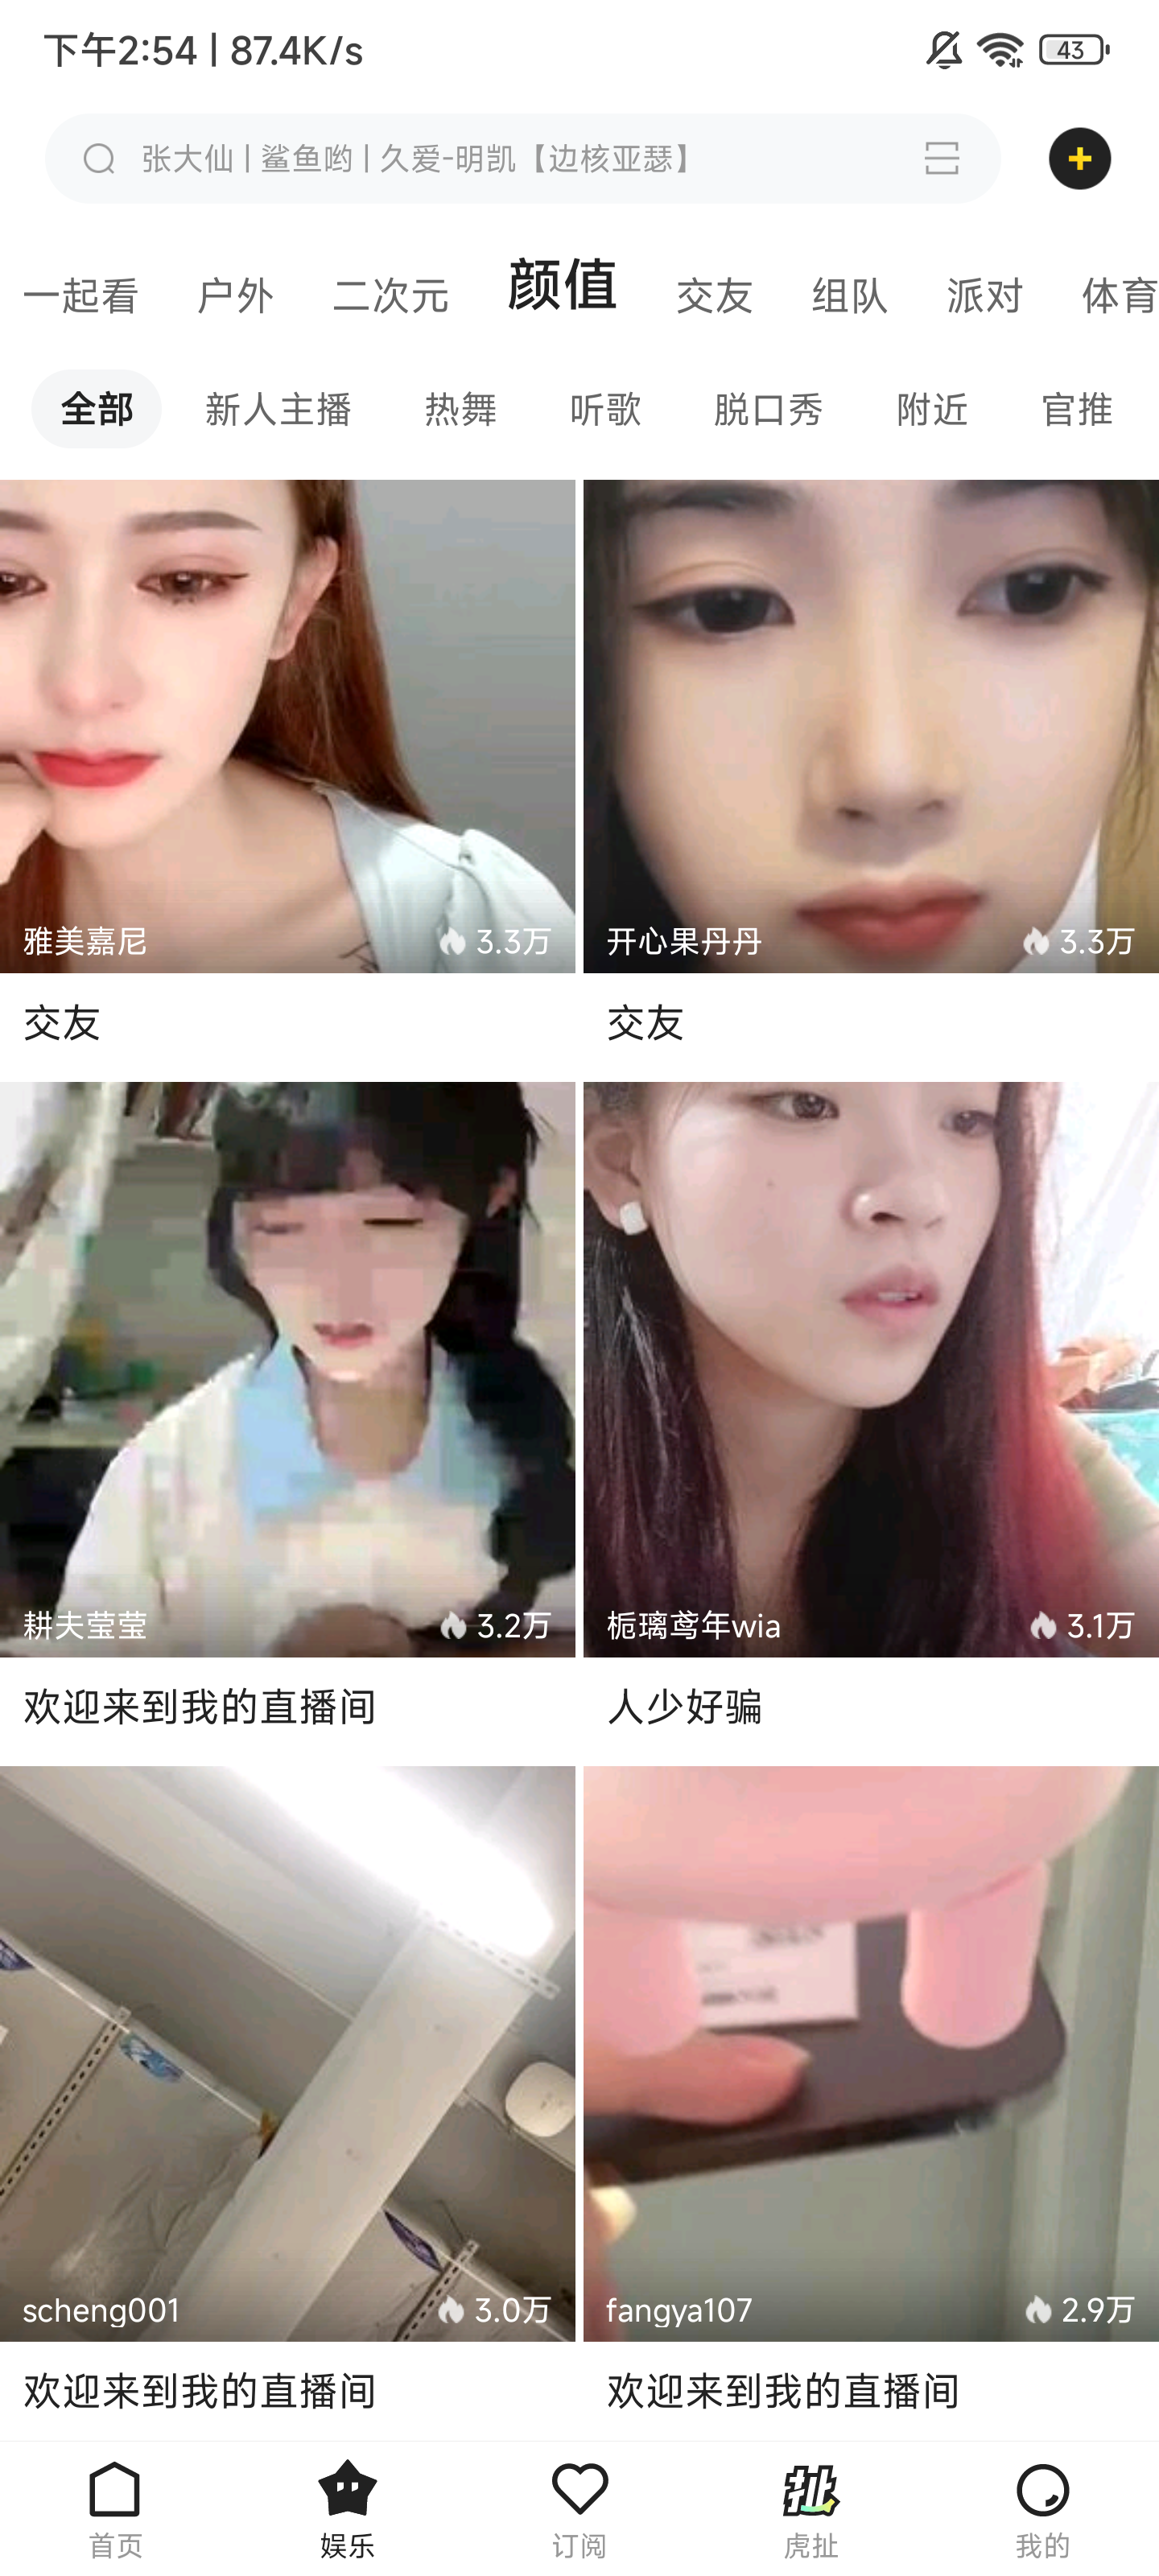 下午2:54 | 87.4K/s
43
张大仙 | 鲨鱼哟 | 久爱-明凯【边核亚瑟】
一起看 户外 二次元 颜值 交友 组队 派对 体育
全部 新人主播 热舞 听歌 脱口秀 附近 官推
雅美嘉尼 3.3万
开心果丹丹 3.3万
交友
交友
耕夫莹莹 3.2万
栀璃鸢年wia 3.1万
欢迎来到我的直播间
人少好骗
scheng001 3.0万
fangya107 2.9万
欢迎来到我的直播间
欢迎来到我的直播间
扯
首页 娱乐 订阅 虎扯 我的